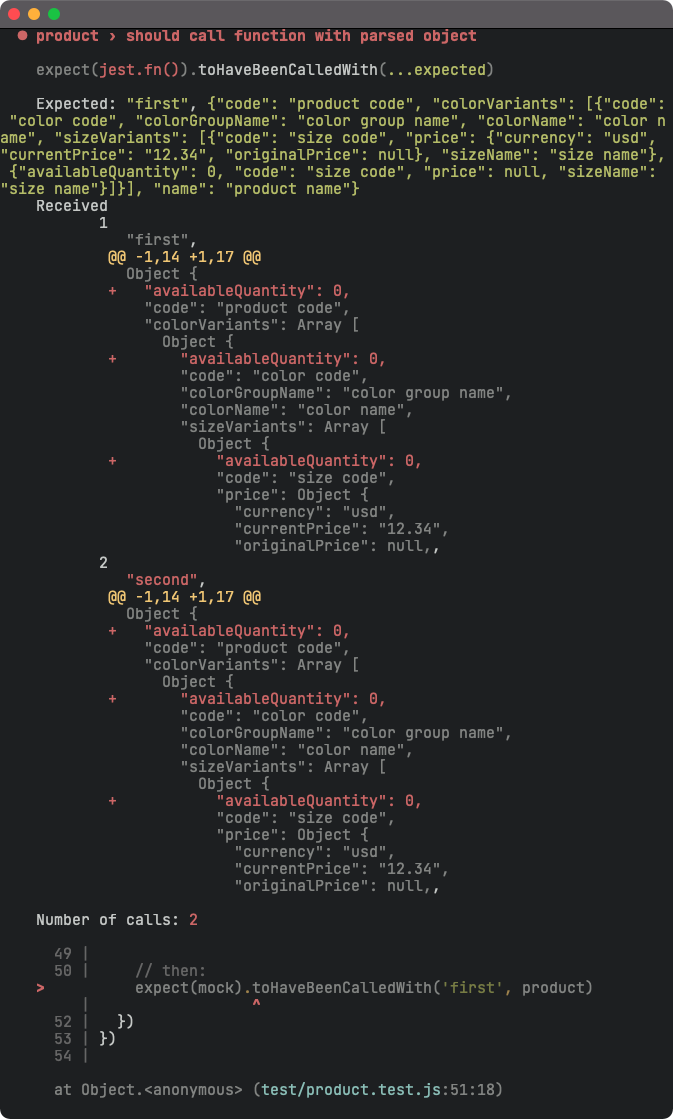 ● product › should call function with parsed object
expect(jest.fn()).toHaveBeenCalledWith(...expected)
Expected: "first", {"code": "product code", "colorVariants": [{"code":
"color code", "colorGroupName": "color group name", "colorName": "color n
ame", "sizeVariants": [{"code": "size code", "price": {"currency": "usd",
"currentPrice": "12.34", "originalPrice": null}, "sizeName": "size name"},
{"availableQuantity": 0, "code": "size code", "price": null, "sizeName":
"size name"}]}], "name": "product name"}
Received
1
"first",
@@ -1,14 +1,17 @@
Object {
+   "availableQuantity": 0,
"code": "product code",
"colorVariants": Array [
Object {
+       "availableQuantity": 0,
"code": "color code",
"colorGroupName": "color group name",
"colorName": "color name",
"sizeVariants": Array [
Object {
+           "availableQuantity": 0,
"code": "size code",
"price": Object {
"currency": "usd",
"currentPrice": "12.34",
"originalPrice": null,,
2
"second",
@@ -1,14 +1,17 @@
Object {
+   "availableQuantity": 0,
"code": "product code",
"colorVariants": Array [
Object {
+       "availableQuantity": 0,
"code": "color code",
"colorGroupName": "color group name",
"colorName": "color name",
"sizeVariants": Array [
Object {
+           "availableQuantity": 0,
"code": "size code",
"price": Object {
"currency": "usd",
"currentPrice": "12.34",
"originalPrice": null,,
Number of calls: 2
49 |
50 |     // then:
>          expect(mock).toHaveBeenCalledWith('first', product)
|                  ^
52 |   })
53 | })
54 |
at Object.<anonymous> (test/product.test.js:51:18)